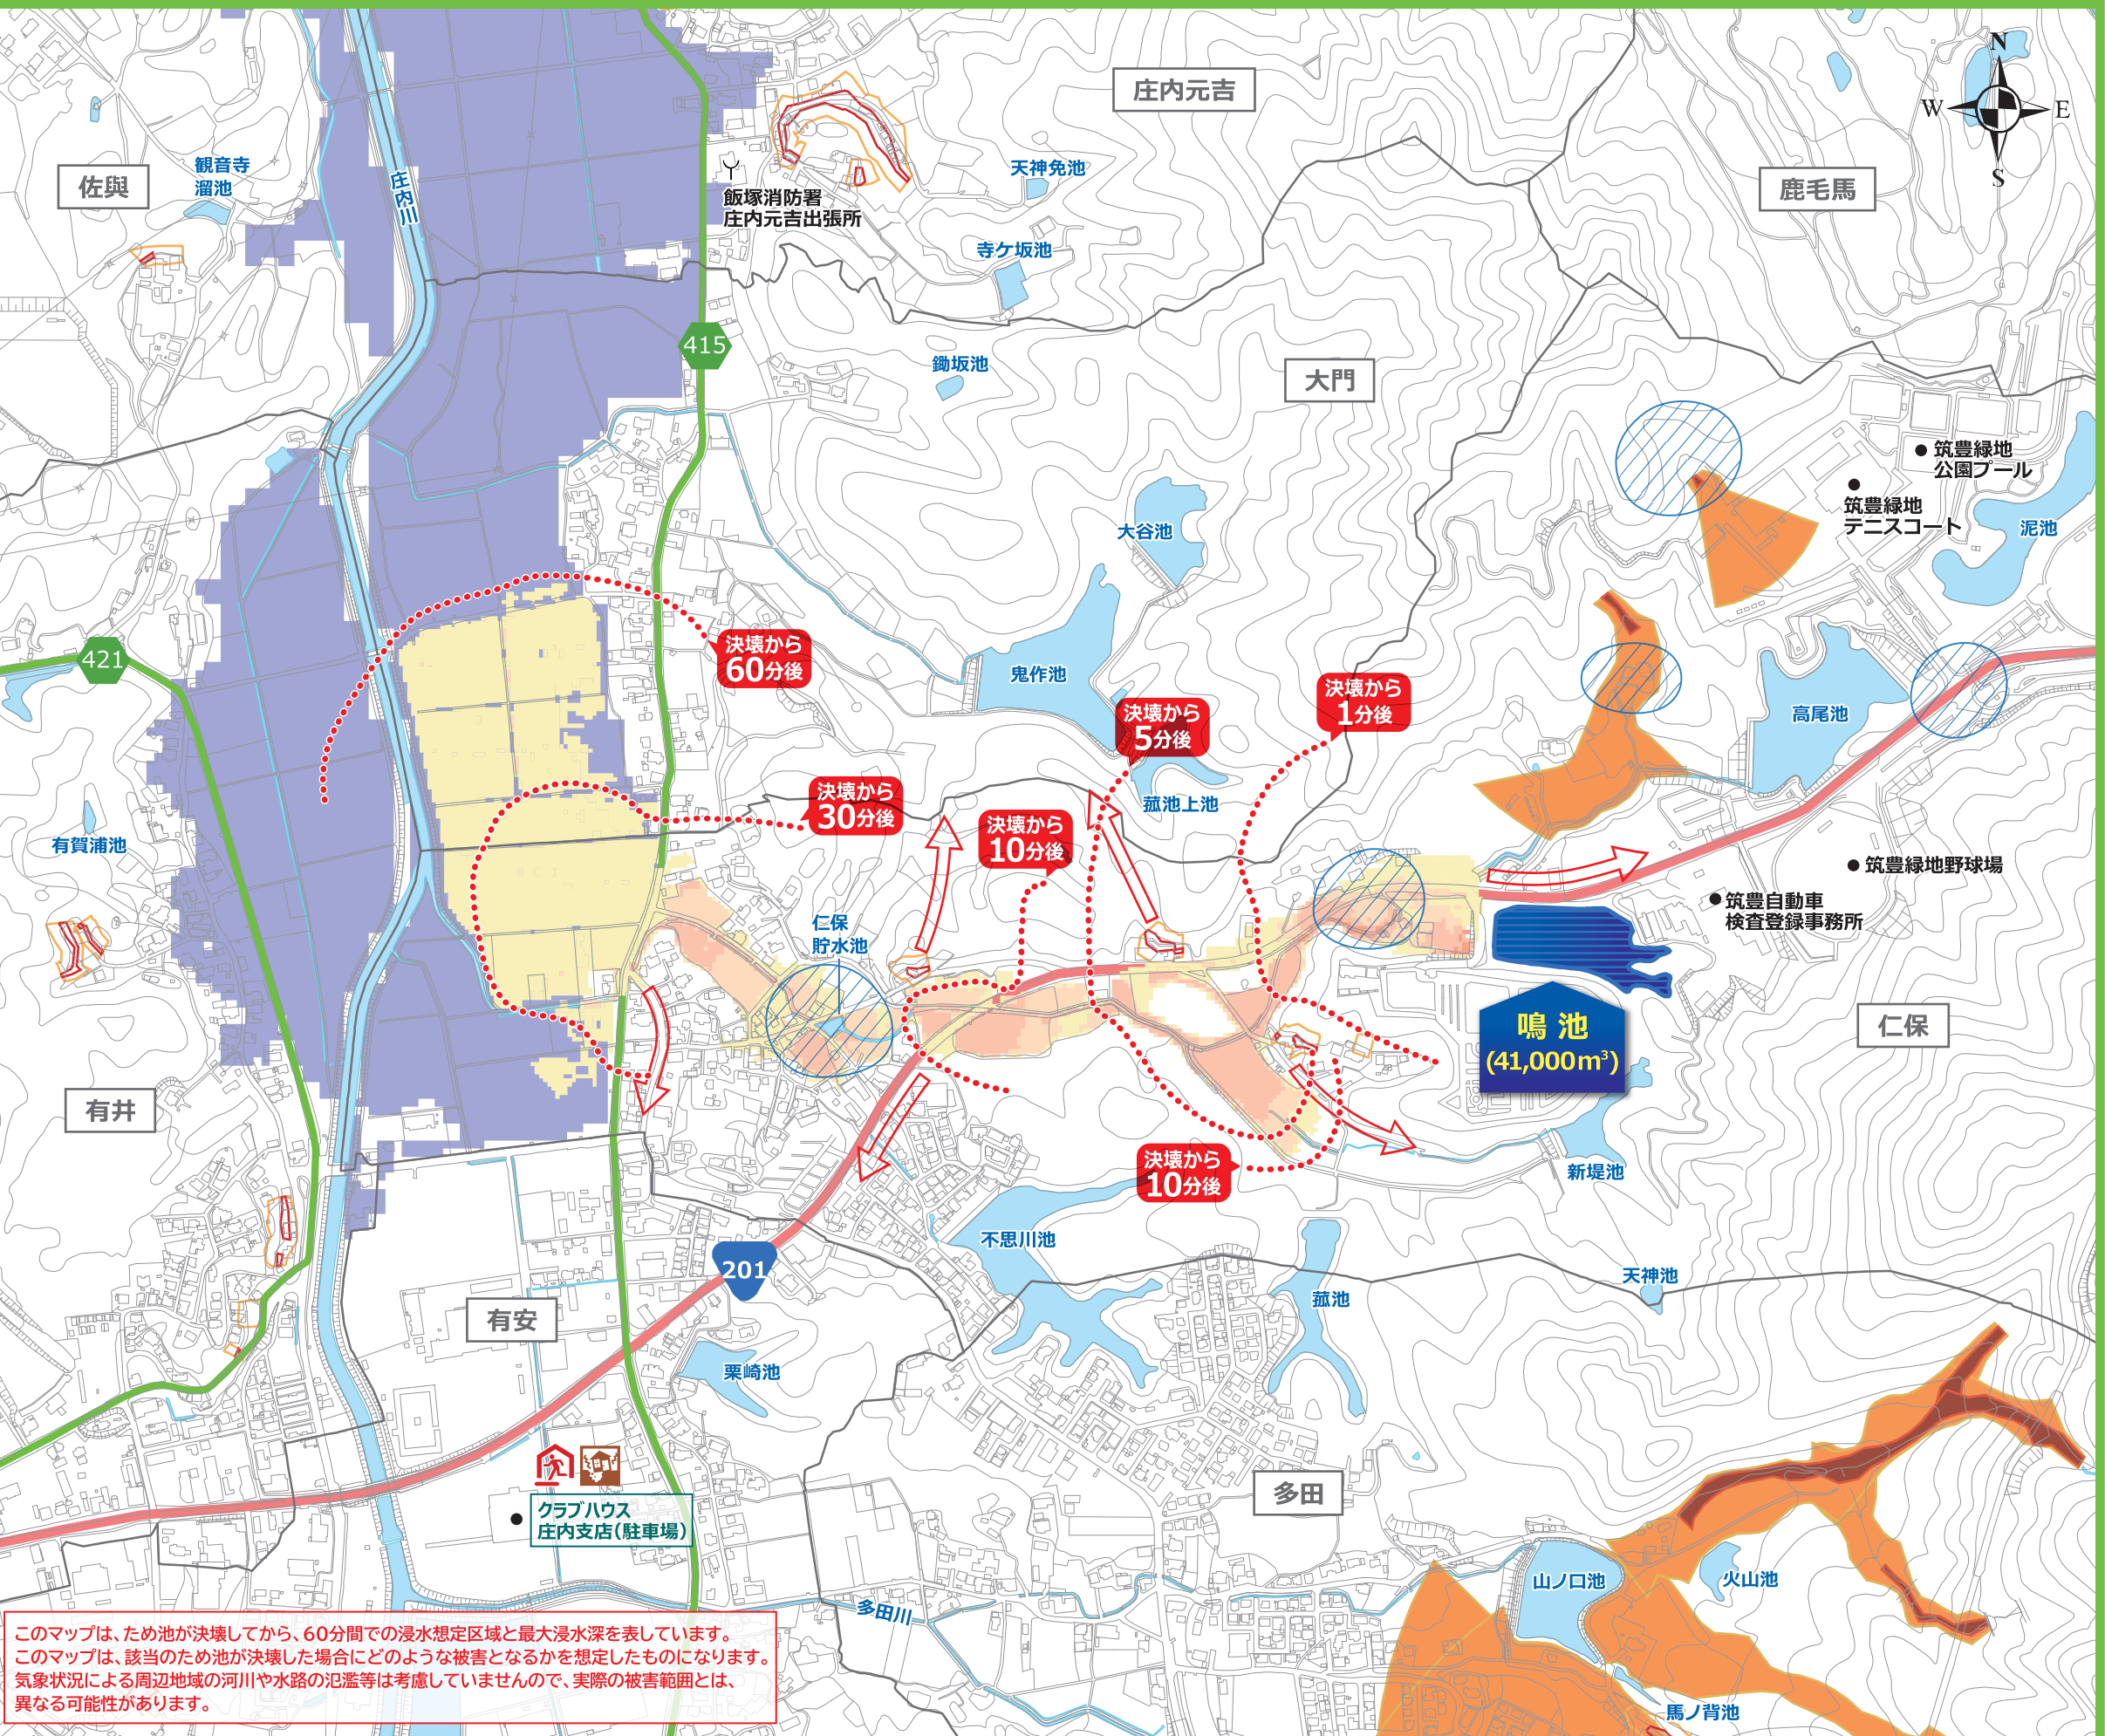 庄内元吉
N
W
E
S
観音寺
溜池
佐與
庄内川
天神免池
鹿毛馬
飯塚消防署
庄内元吉出張所
寺ケ坂池
415
鋤坂池
大門
筑豊緑地
公園プール
筑豊緑地
テニスコート
大谷池
泥池
421
決壊から
60分後
鬼作池
決壊から
1分後
決壊から
5分後
高尾池
菰池上池
決壊から
30分後
決壊から
10分後
有賀浦池
筑豊緑地野球場
筑豊自動車
検査登録事務所
仁保
貯水池
鳴池
(41,000m³)
仁保
有井
決壊から
10分後
新堤池
不思川池
201
天神池
菰池
有安
栗崎池
多田
クラブハウス
庄内支店(駐車場)
山ノ口池
火山池
多田川
馬ノ背池
このマップは、ため池が決壊してから、60分間での浸水想定区域と最大浸水深を表しています。
このマップは、該当のため池が決壊した場合にどのような被害となるかを想定したものになります。
気象状況による周辺地域の河川や水路の氾濫等は考慮していませんので、実際の被害範囲とは、
異なる可能性があります。